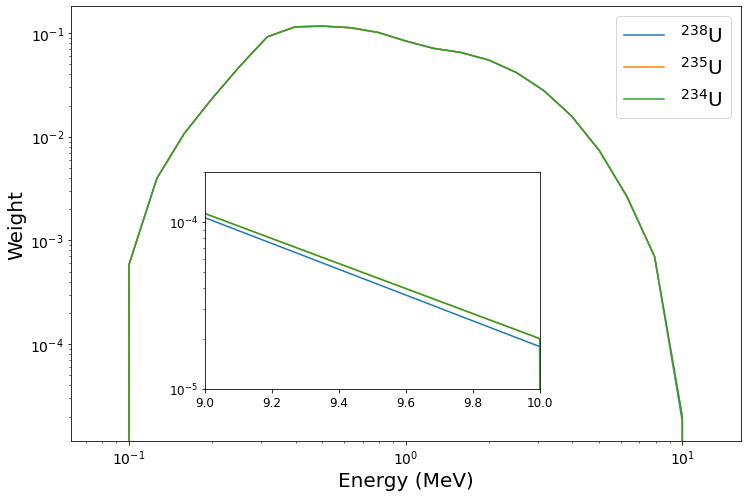 10⁻¹
10⁻²
10⁻³
10⁻⁴
Weight
²³⁸U
²³⁵U
²³⁴U
10⁻⁴
10⁻⁵
9.0 9.2 9.4 9.6 9.8 10.0
10⁻¹ 10⁰ 10¹
Energy (MeV)